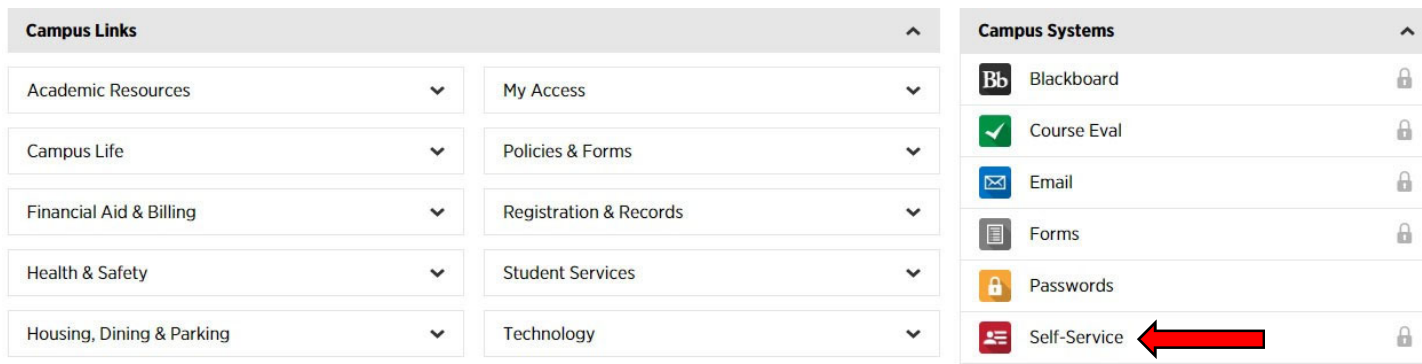 Campus Links
Academic Resources
My Access
Campus Life
Policies & Forms
Financial Aid & Billing
Registration & Records
Health & Safety
Student Services
Housing, Dining & Parking
Technology
Campus Systems
Bb Blackboard
Course Eval
Email
Forms
Passwords
Self-Service